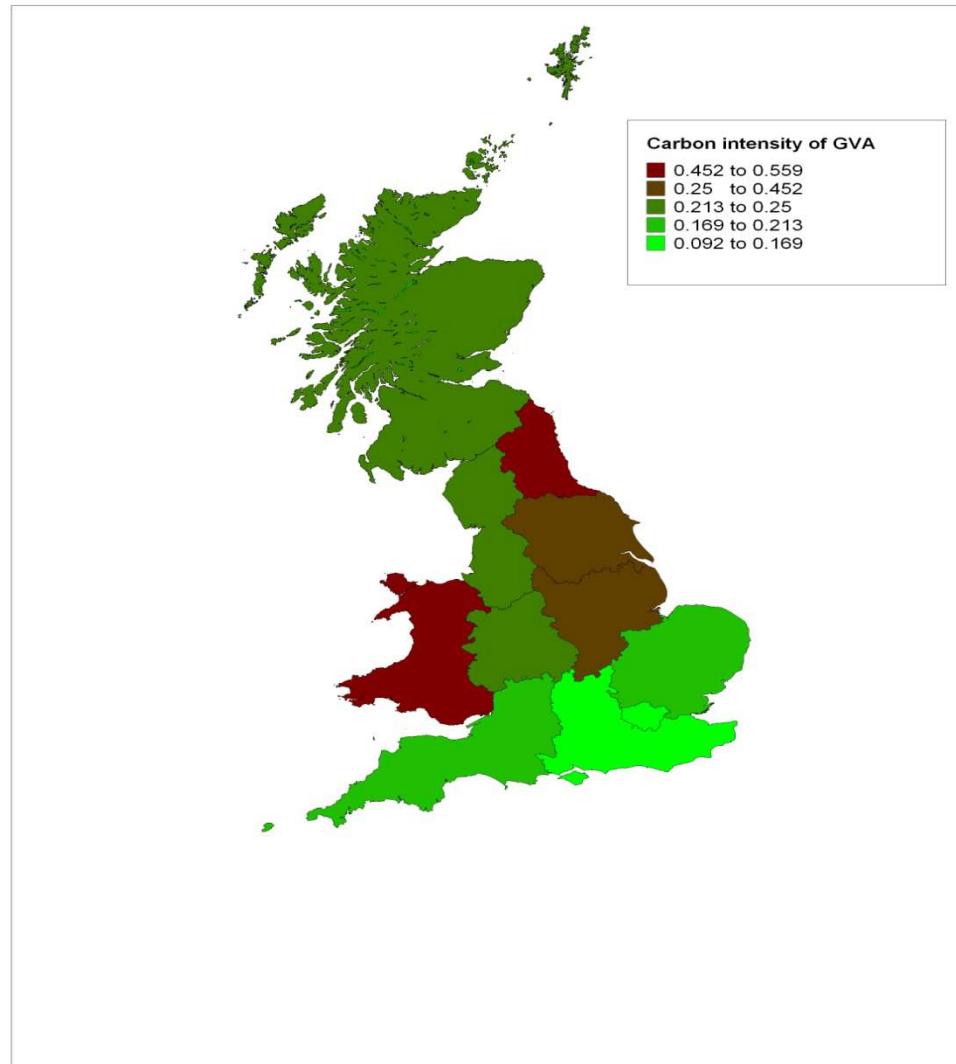 Carbon intensity of GVA
0.452 to 0.559
0.25 to 0.452
0.213 to 0.25
0.169 to 0.213
0.092 to 0.169